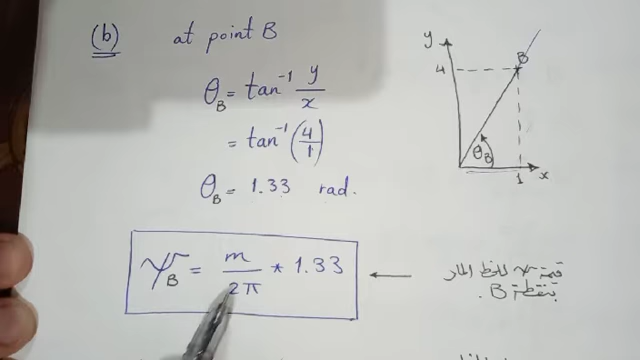 (b) at point B
θB = tan⁻¹ y/x
= tan⁻¹ (4/1)
θB = 1.33 rad.
ψB = m/2π * 1.33
قيمة ψ للخط المار
بنقطة B.
y
4
B
θB
1
x